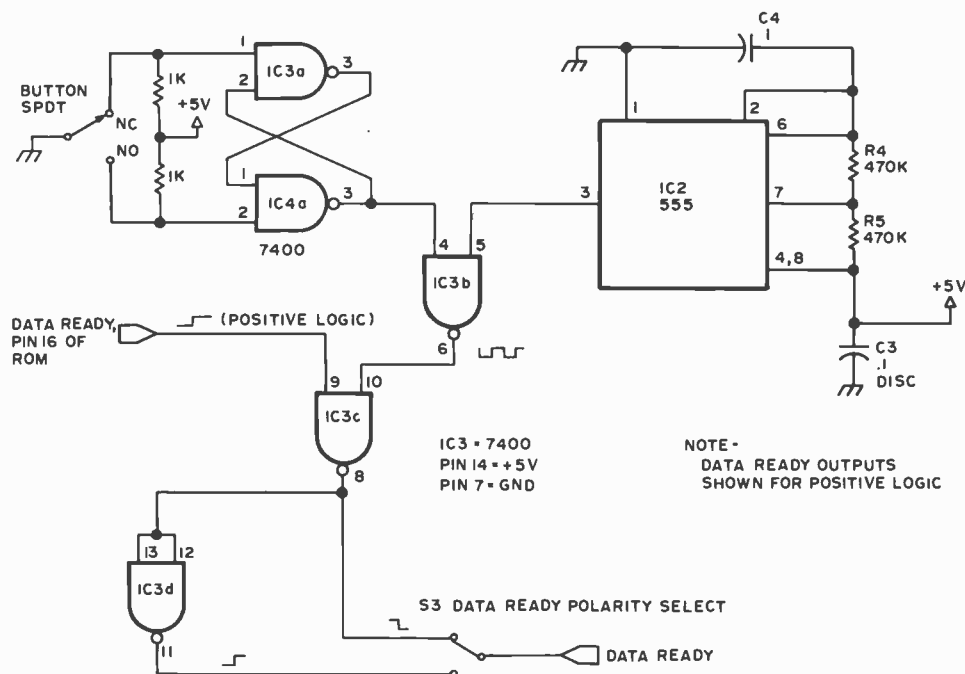 C4
.1
1
IC3a
3
2
1K
BUTTON
SPDT
+5V
NC
NO
1K
1
IC4a
3
2
7400
1
2
6
R4
470K
3
IC2
555
7
R5
470K
4,8
+5V
4
5
IC3b
6
C3
.1
DISC
DATA READY,
PIN 16 OF
ROM
(POSITIVE LOGIC)
9
10
IC3c
8
IC3 = 7400
PIN 14 = +5V
PIN 7 = GND
NOTE -
DATA READY OUTPUTS
SHOWN FOR POSITIVE LOGIC
13
12
IC3d
11
S3 DATA READY POLARITY SELECT
DATA READY